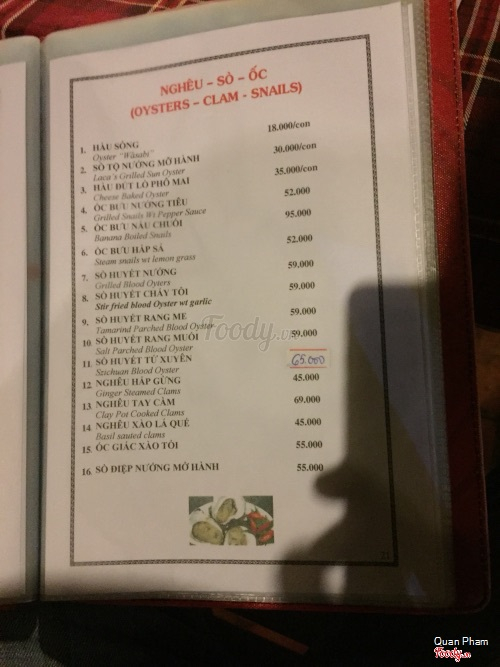 NGHÊU – SÒ – ỐC
(OYSTERS – CLAM - SNAILS)
1. HÀU SỐNG 18.000/con
Oyster "Wasabi"
2. SÒ TỘ NƯỚNG MỠ HÀNH 30.000/con
Laca's Grilled Sun Oyster
3. HÀU ĐÚT LÒ PHÔ MAI 35.000/con
Cheese Baked Oyster
4. ỐC BƯU NƯỚNG TIÊU 52.000
Grilled Snails Wt Pepper Sauce
5. ỐC BƯU NẤU CHUỐI 95.000
Banana Boiled Snails
6. ỐC BƯU HẤP SẢ 52.000
Steam snails wt lemon grass
7. SÒ HUYẾT NƯỚNG 59.000
Grilled Blood Oysters
8. SÒ HUYẾT CHÁY TỎI 59.000
Stir fried blood Oyster wt garlic
9. SÒ HUYẾT RANG ME 59.000
Tamarind Parched Blood Oyster
10. SÒ HUYẾT RANG MUỐI 59.000
Salt Parched Blood Oyster
11. SÒ HUYẾT TỨ XUYÊN 65.000
Szichuan Blood Oyster
12 NGHÊU HẤP GỪNG 45.000
Ginger Steamed Clams
13 NGHÊU TAY CẦM 69.000
Clay Pot Cooked Clams
14 NGHÊU XÀO LÁ QUẾ 45.000
Basil sauted clams
15 ỐC GIÁC XÀO TỎI 55.000
16 SÒ ĐIỆP NƯỚNG MỠ HÀNH 55.000
Foody.vn
Quan Pham
Foody.vn